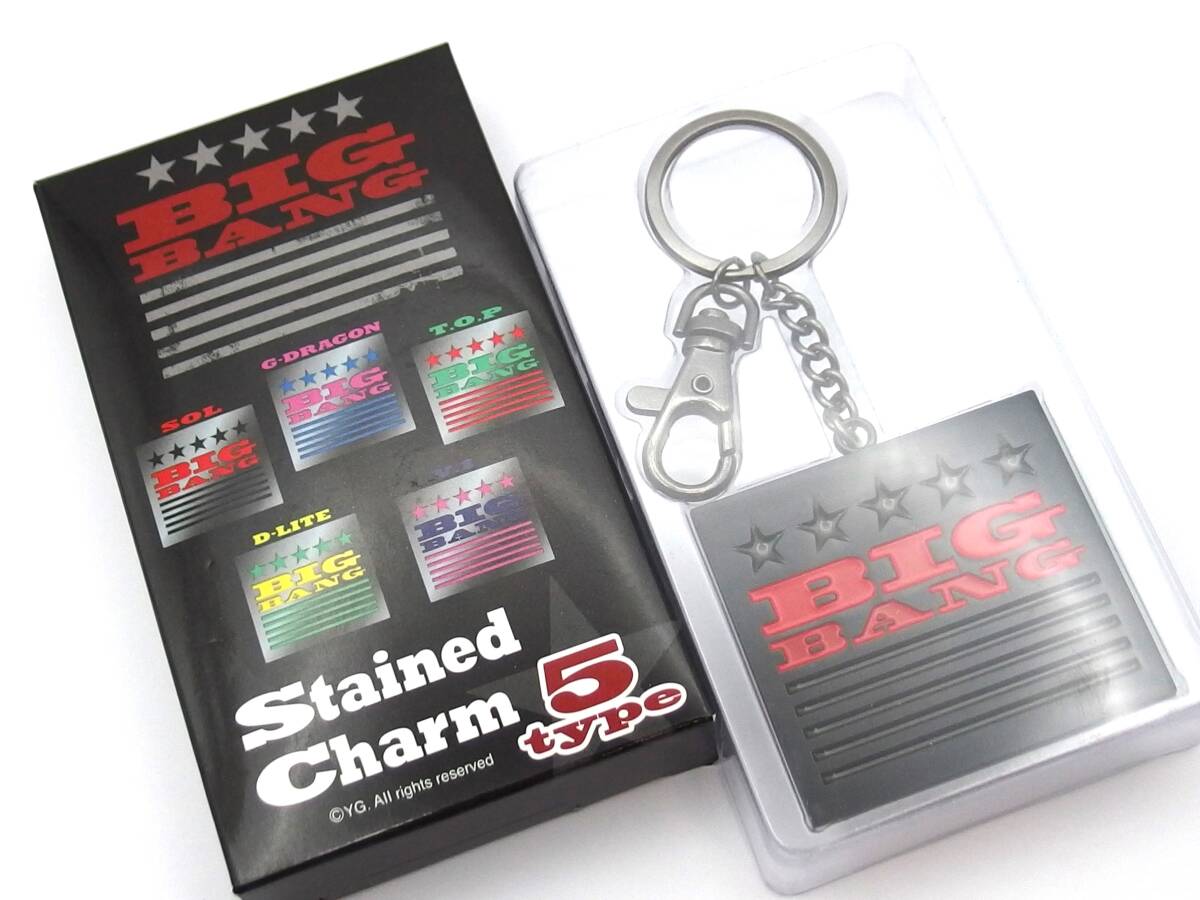 BIG
BANG
G-DRAGON
BIG
BANG
T.O.P
BIG
BANG
SOL
BIG
BANG
V.I
BIG
BANG
D-LITE
BIG
BANG
Stained
Charm
5
type
©YG. All rights reserved
BIG
BANG